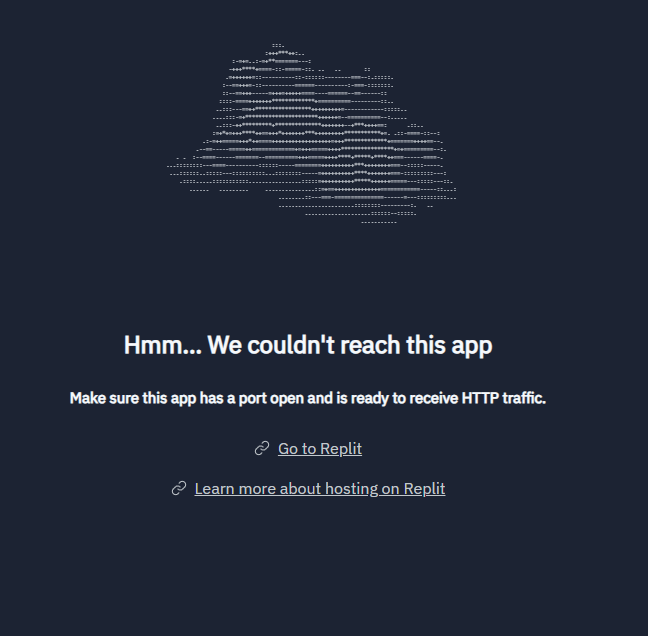 Hmm... We couldn't reach this app
Make sure this app has a port open and is ready to receive HTTP traffic.
Go to Replit
Learn more about hosting on Replit